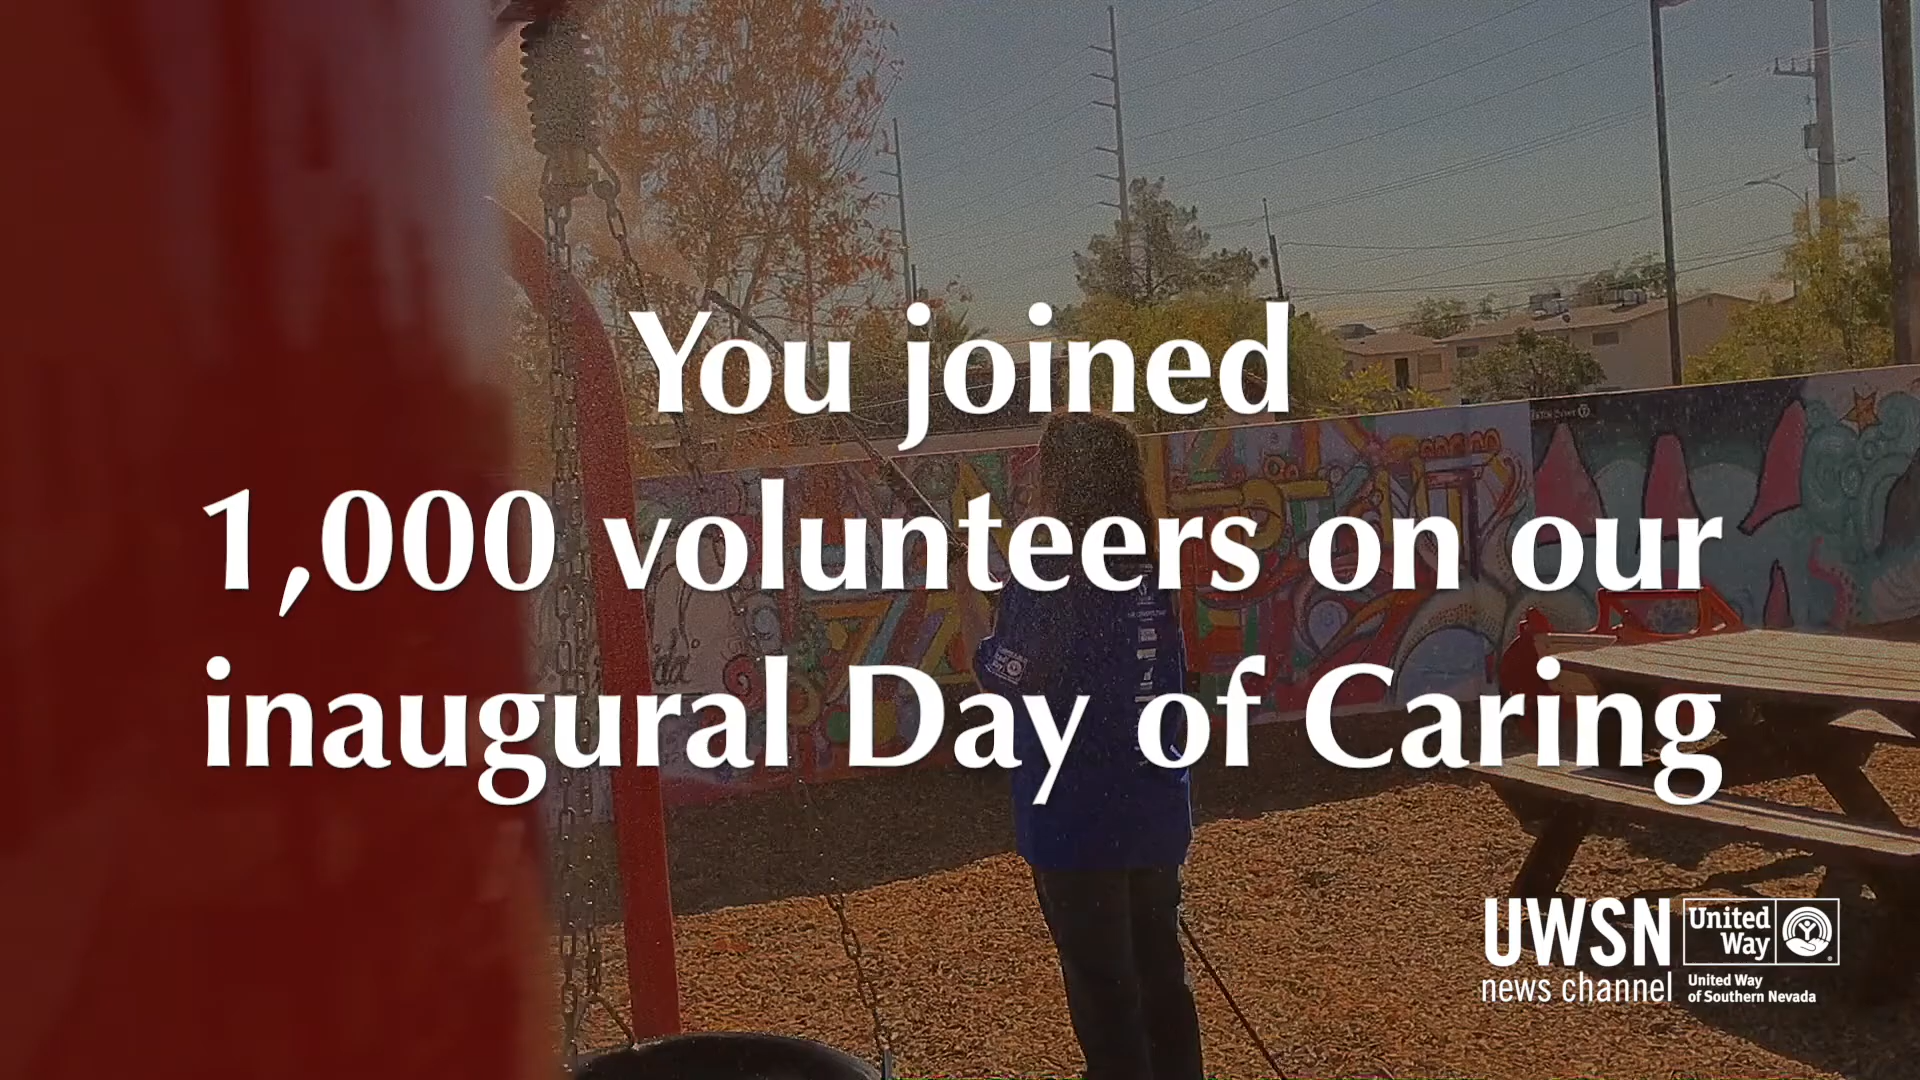 You joined
1,000 volunteers on our
inaugural Day of Caring
UWSN
news channel
United
Way
United Way
of Southern Nevada